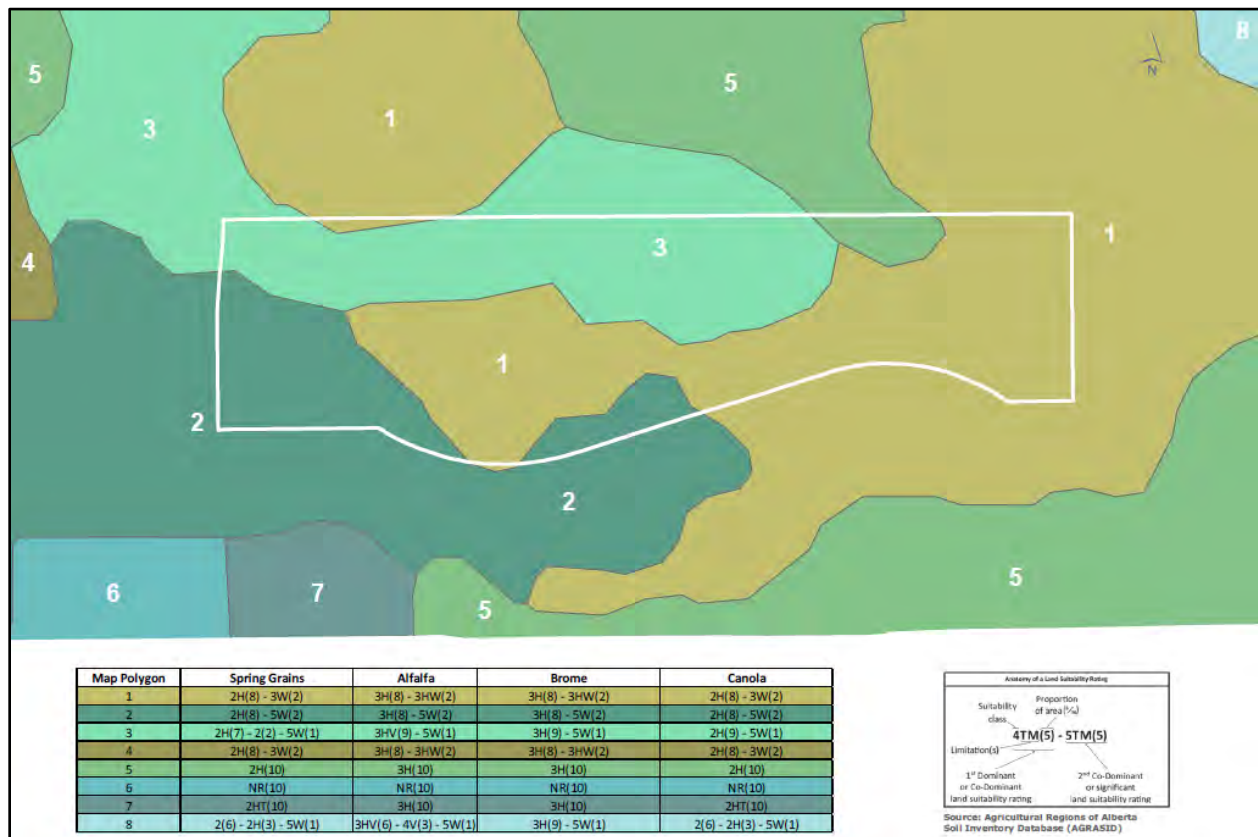 5
3
1
5
8
N
4
3
1
1
2
2
6
7
5
5
Map Polygon Spring Grains Alfalfa Brome Canola
1 2H(8) - 3W(2) 3H(8) - 3HW(2) 3H(8) - 3HW(2) 2H(8) - 3W(2)
2 2H(8) - 5W(2) 3H(8) - 5W(2) 3H(8) - 5W(2) 2H(8) - 5W(2)
3 2H(7) - 2(2) - 5W(1) 3HV(9) - 5W(1) 3H(9) - 5W(1) 2H(9) - 5W(1)
4 2H(8) - 3W(2) 3H(8) - 3HW(2) 3H(8) - 3HW(2) 2H(8) - 3W(2)
5 2H(10) 3H(10) 3H(10) 2H(10)
6 NR(10) NR(10) NR(10) NR(10)
7 2HT(10) 3H(10) 3H(10) 2HT(10)
8 2(6) - 2H(3) - 5W(1) 3HV(6) - 4V(3) - 5W(1) 3H(9) - 5W(1) 2(6) - 2H(3) - 5W(1)
Anatomy of a Land Suitability Rating
Suitability class
Proportion of area
4TM(5) - 5TM(5)
Limitation(s)
1st Dominant
or Co-Dominant
land suitability rating
2nd Co-Dominant
or significant
land suitability rating
Source: Agricultural Regions of Alberta
Soil Inventory Database (AGRASID)